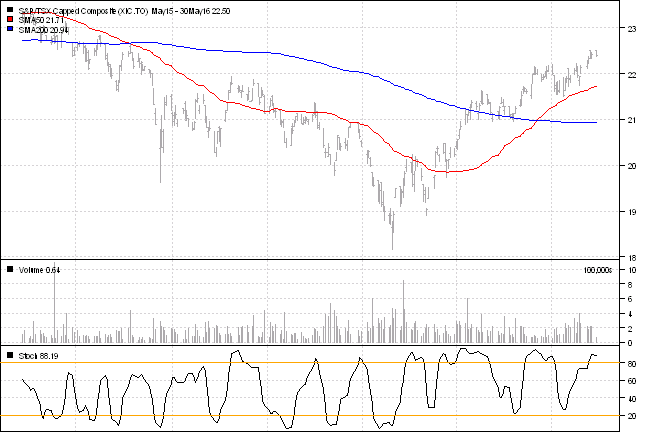 S&P/TSX Capped Composite (XIC.TO) May15 - 30May16 22.50
SMA50 21.71
SMA200 20.94
23
22
21
20
19
18
Volume 0.64
100,000s
10
8
6
4
2
0
Stoch 88.19
80
60
40
20